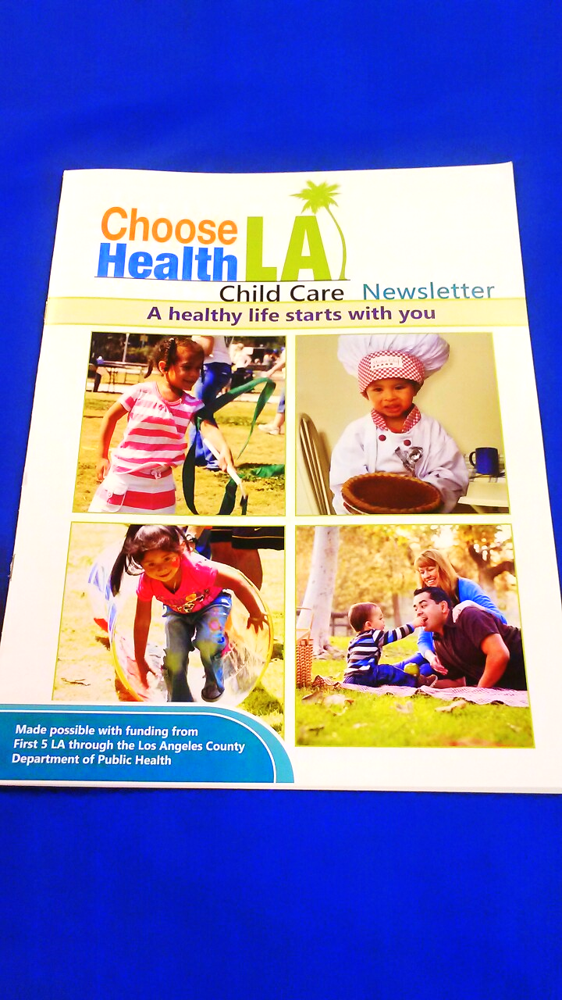 Choose
Health LA
Child Care Newsletter
A healthy life starts with you
Made possible with funding from
First 5 LA through the Los Angeles County
Department of Public Health